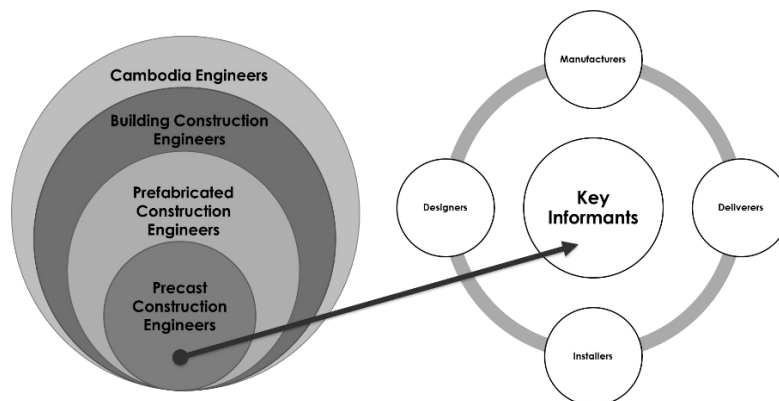 Cambodia Engineers
Building Construction
Engineers
Prefabricated
Construction
Engineers
Precast
Construction
Engineers
Manufacturers
Designers
Key
Informants
Deliverers
Installers